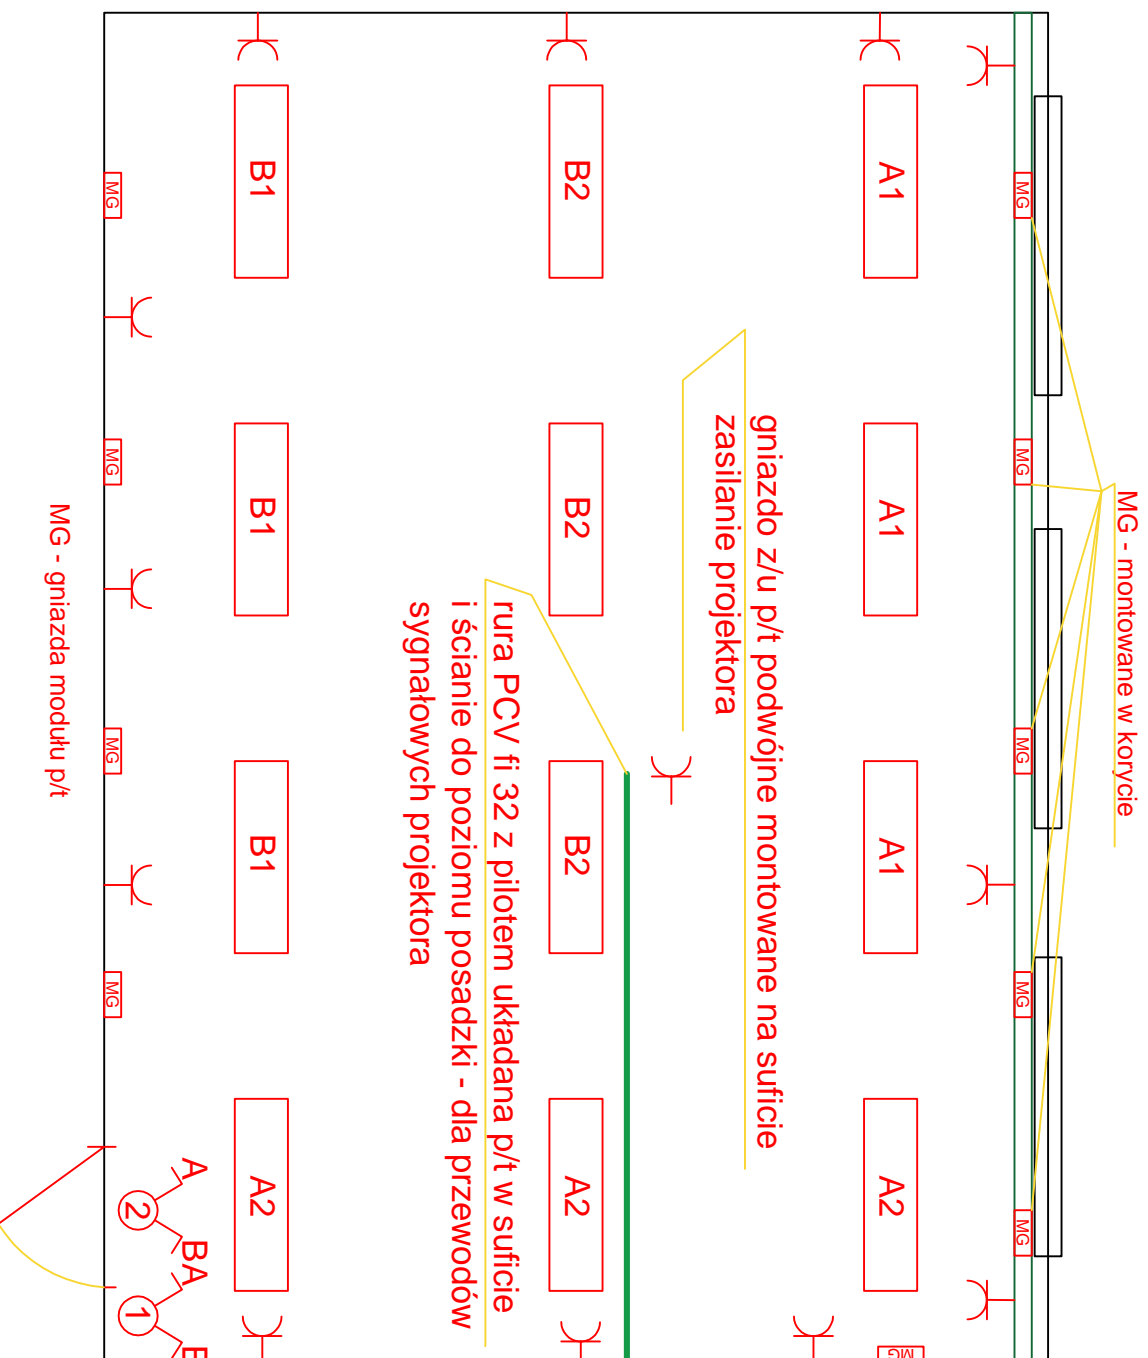 MG - montowane w korycie
MG
MG
MG
MG
MG
A1
A1
A1
A2
gniazdo z/u p/t podwójne montowane na suficie
zasilanie projektora
B2
B2
B2
A2
rura PCV fi 32 z pilotem układana p/t w suficie
i ścianie do poziomu posadzki - dla przewodów
sygnałowych projektora
B1
B1
B1
A2
MG
MG
MG
MG
MG
A
2
B
A
1
MG - gniazda modułu p/t